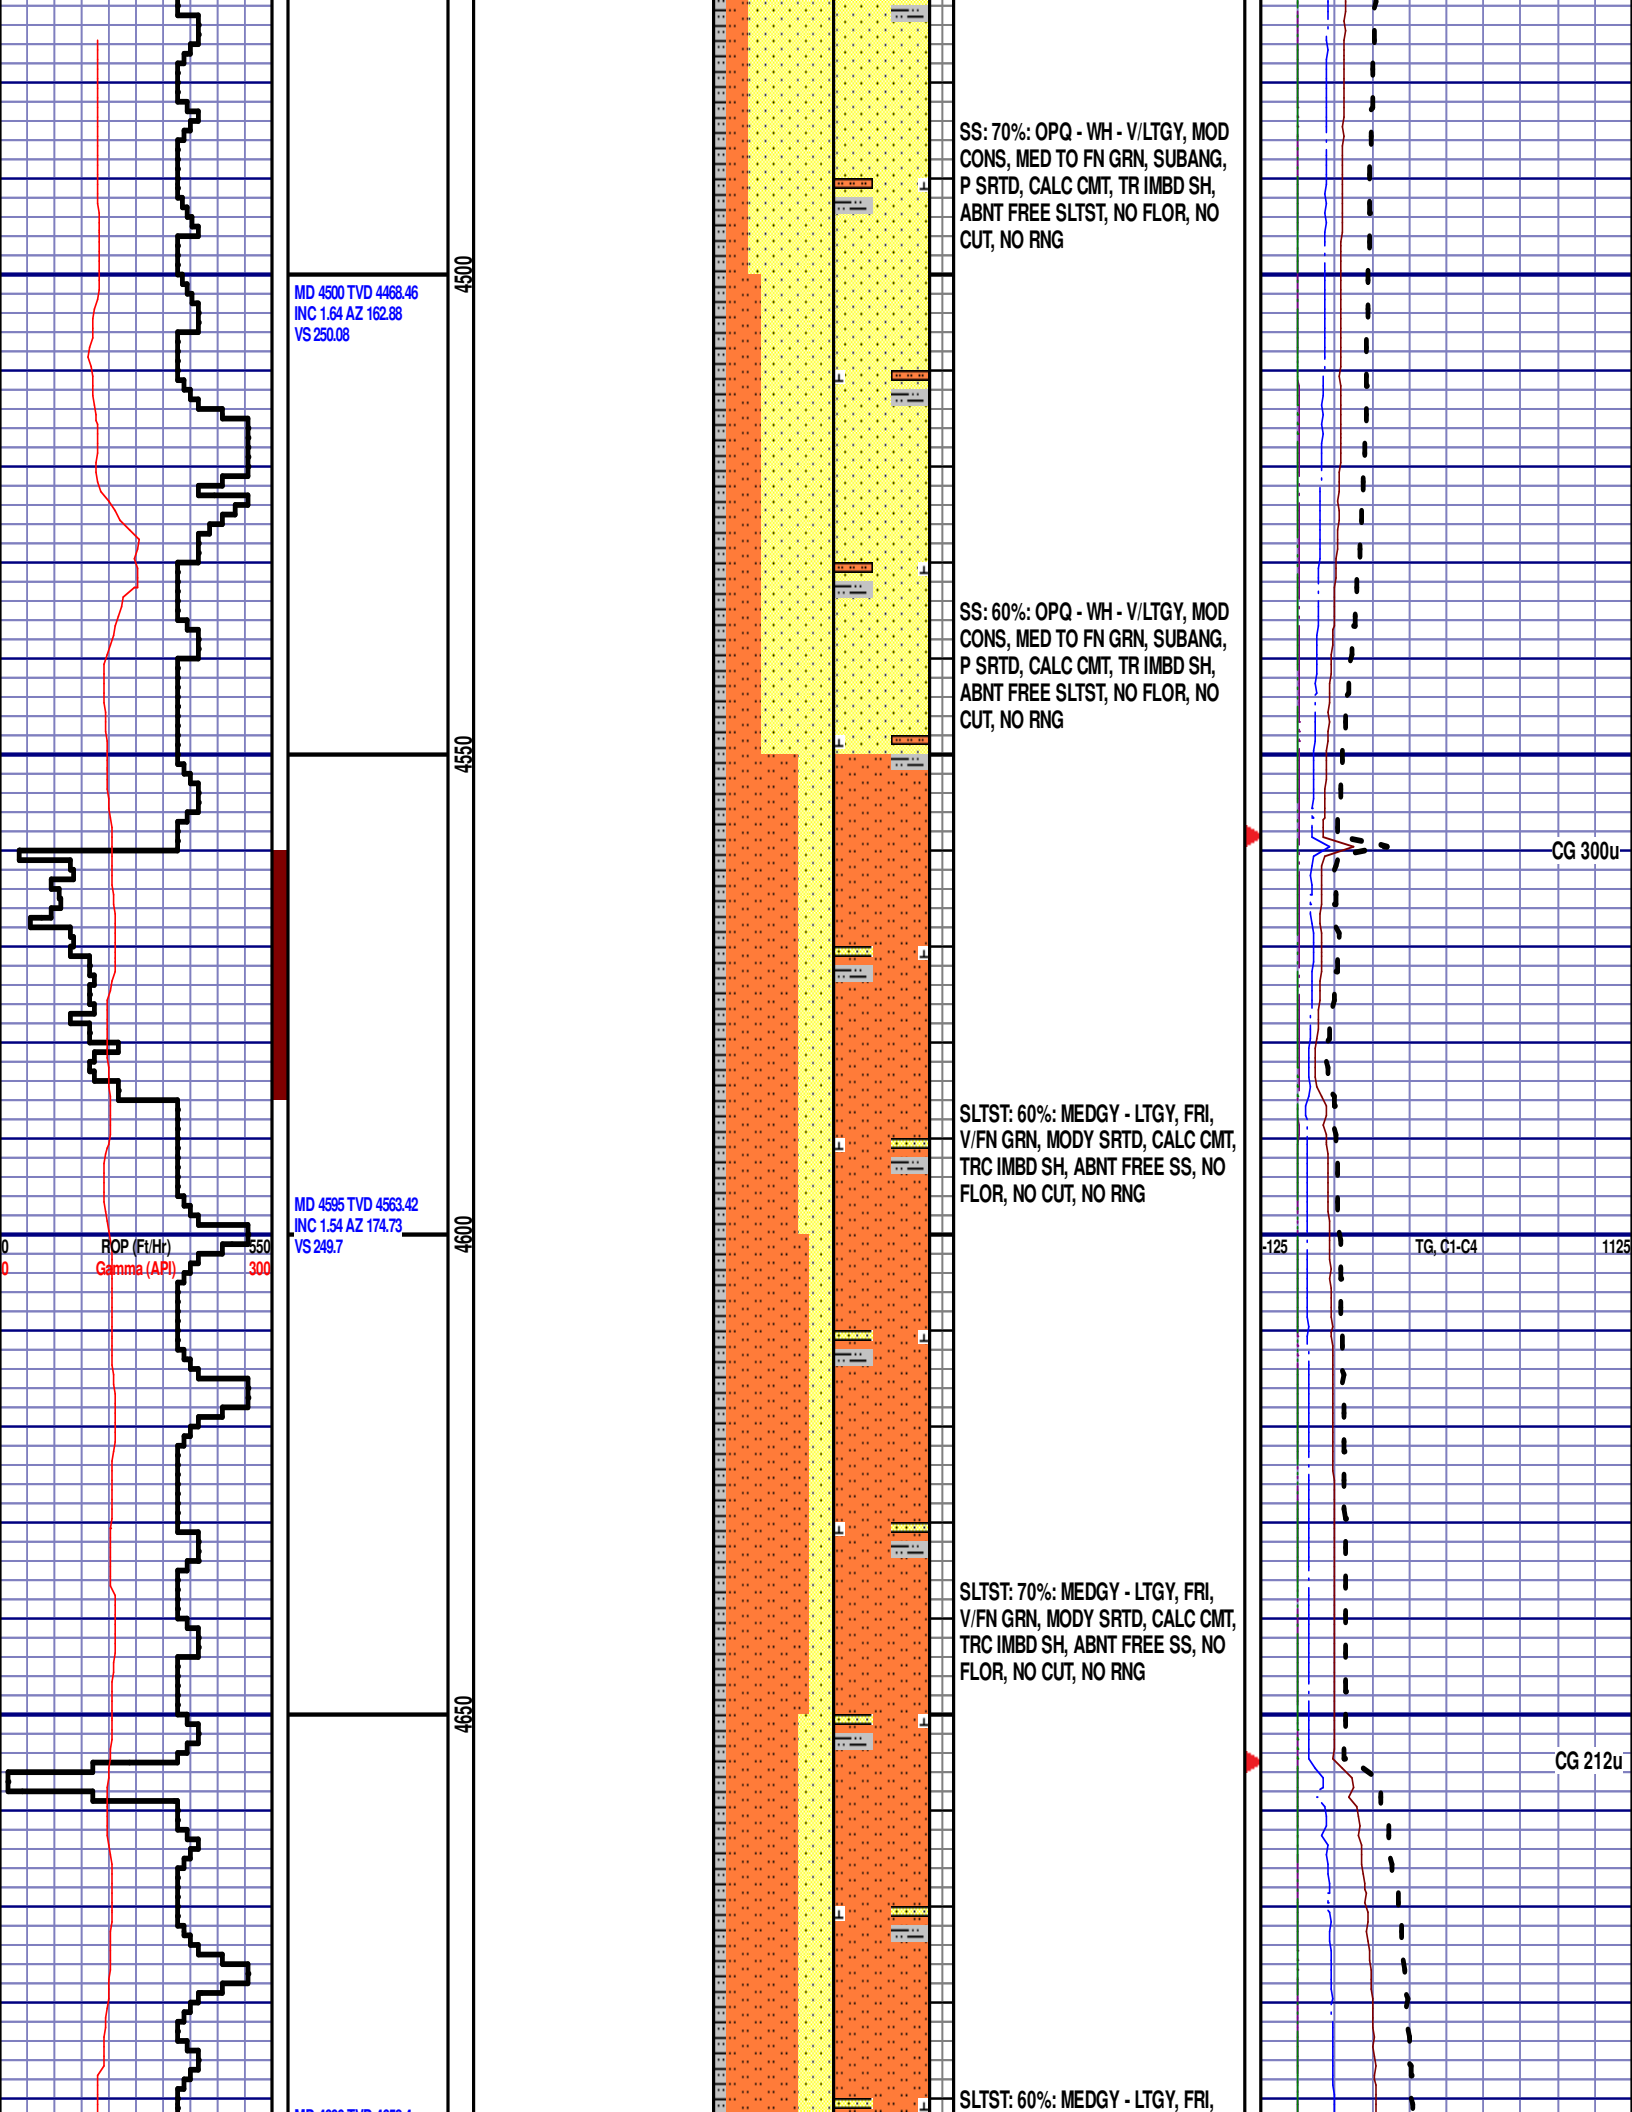 SS: 70%: OPQ - WH - V/LTGY, MOD
CONS, MED TO FN GRN, SUBANG,
P SRTD, CALC CMT, TR IMBD SH,
ABNT FREE SLTST, NO FLOR, NO
CUT, NO RNG
4500
MD 4500 TVD 4468.46
INC 1.64 AZ 162.88
VS 250.08
SS: 60%: OPQ - WH - V/LTGY, MOD
CONS, MED TO FN GRN, SUBANG,
P SRTD, CALC CMT, TR IMBD SH,
ABNT FREE SLTST, NO FLOR, NO
CUT, NO RNG
4550
CG 300u
SLTST: 60%: MEDGY - LTGY, FRI,
V/FN GRN, MODY SRTD, CALC CMT,
TRC IMBD SH, ABNT FREE SS, NO
FLOR, NO CUT, NO RNG
MD 4595 TVD 4563.42
INC 1.54 AZ 174.73
VS 249.7
4600
0 ROP (Ft/Hr) 550
0 Gamma (API) 300
-125 TG, C1-C4 1125
SLTST: 70%: MEDGY - LTGY, FRI,
V/FN GRN, MODY SRTD, CALC CMT,
TRC IMBD SH, ABNT FREE SS, NO
FLOR, NO CUT, NO RNG
4650
CG 212u
SLTST: 60%: MEDGY - LTGY, FRI,